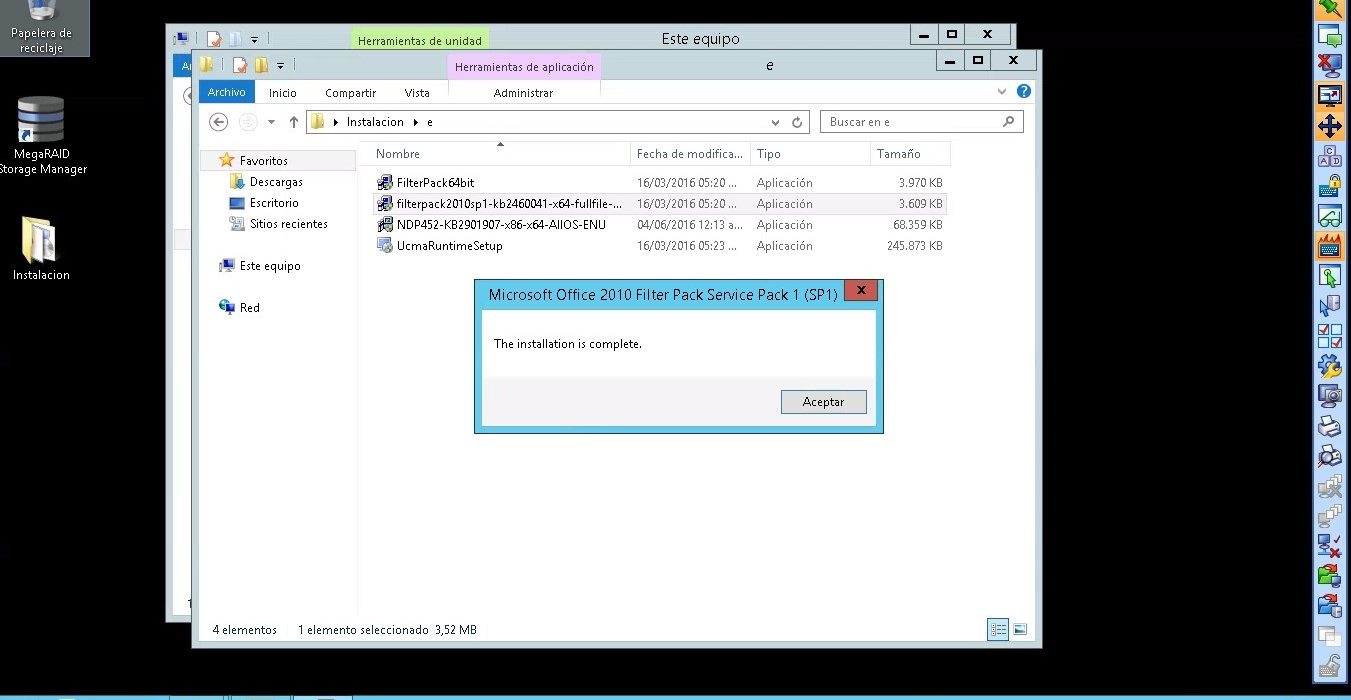 Papelera de
reciclaje
MegaRAID
Storage Manager
Instalacion
Herramientas de unidad
Este equipo
Herramientas de aplicación
e
Archivo
Inicio
Compartir
Vista
Administrar
Instalacion
e
Buscar en e
Nombre
Fecha de modifica...
Tipo
Tamaño
Favoritos
Descargas
Escritorio
Sitios recientes
Este equipo
Red
FilterPack64bit 16/03/2016 05:20 ... Aplicación 3.970 KB
filterpack2010sp1-kb2460041-x64-fullfile-... 16/03/2016 05:20 ... Aplicación 3.609 KB
NDP452-KB2901907-x86-x64-AllOS-ENU 04/06/2016 12:13 a... Aplicación 68.359 KB
UcmaRuntimeSetup 16/03/2016 05:23 ... Aplicación 245.873 KB
Microsoft Office 2010 Filter Pack Service Pack 1 (SP1)
The installation is complete.
Aceptar
4 elementos 1 elemento seleccionado 3,52 MB